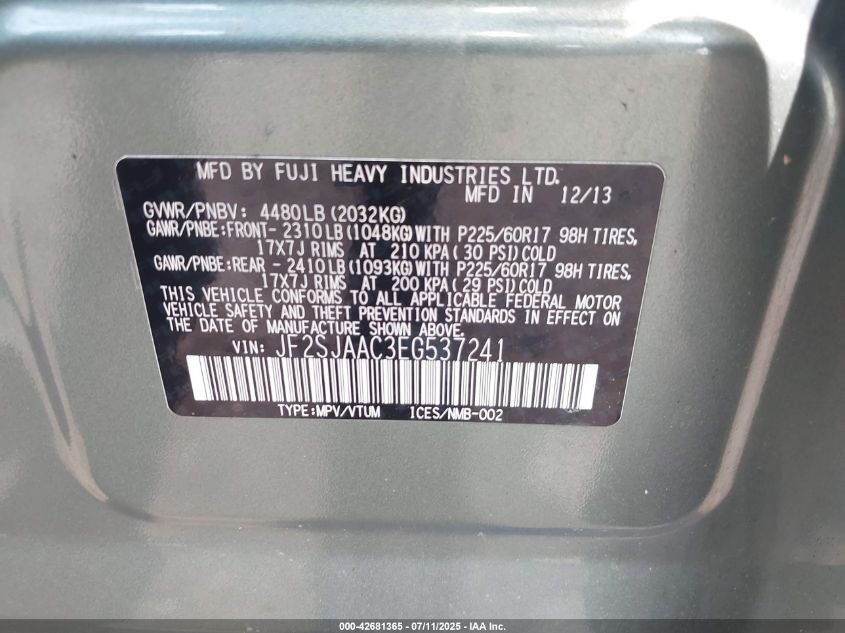 MFD BY FUJI HEAVY INDUSTRIES LTD.
MFD IN 12/13
GVWR/PNBV: 4480LB(2032KG)
GAWR/PNBE:FRONT- 2310LB(1048KG)WITH P225/60R17 98H TIRES,
17X7J RIMS AT 210 KPA(30 PSI)COLD
GAWR/PNBE:REAR - 2410LB(1093KG)WITH P225/60R17 98H TIRES,
17X7J RIMS AT 200 KPA(29 PSI)COLD
THIS VEHICLE CONFORMS TO ALL APPLICABLE FEDERAL MOTOR
VEHICLE SAFETY AND THEFT PREVENTION STANDARDS IN EFFECT ON
THE DATE OF MANUFACTURE SHOWN ABOVE.
VIN: JF2SJAAC3EG537241
TYPE:MPV/VTUM ICES/NMB-002
000-42681365 - 07/11/2025 - IAA Inc.